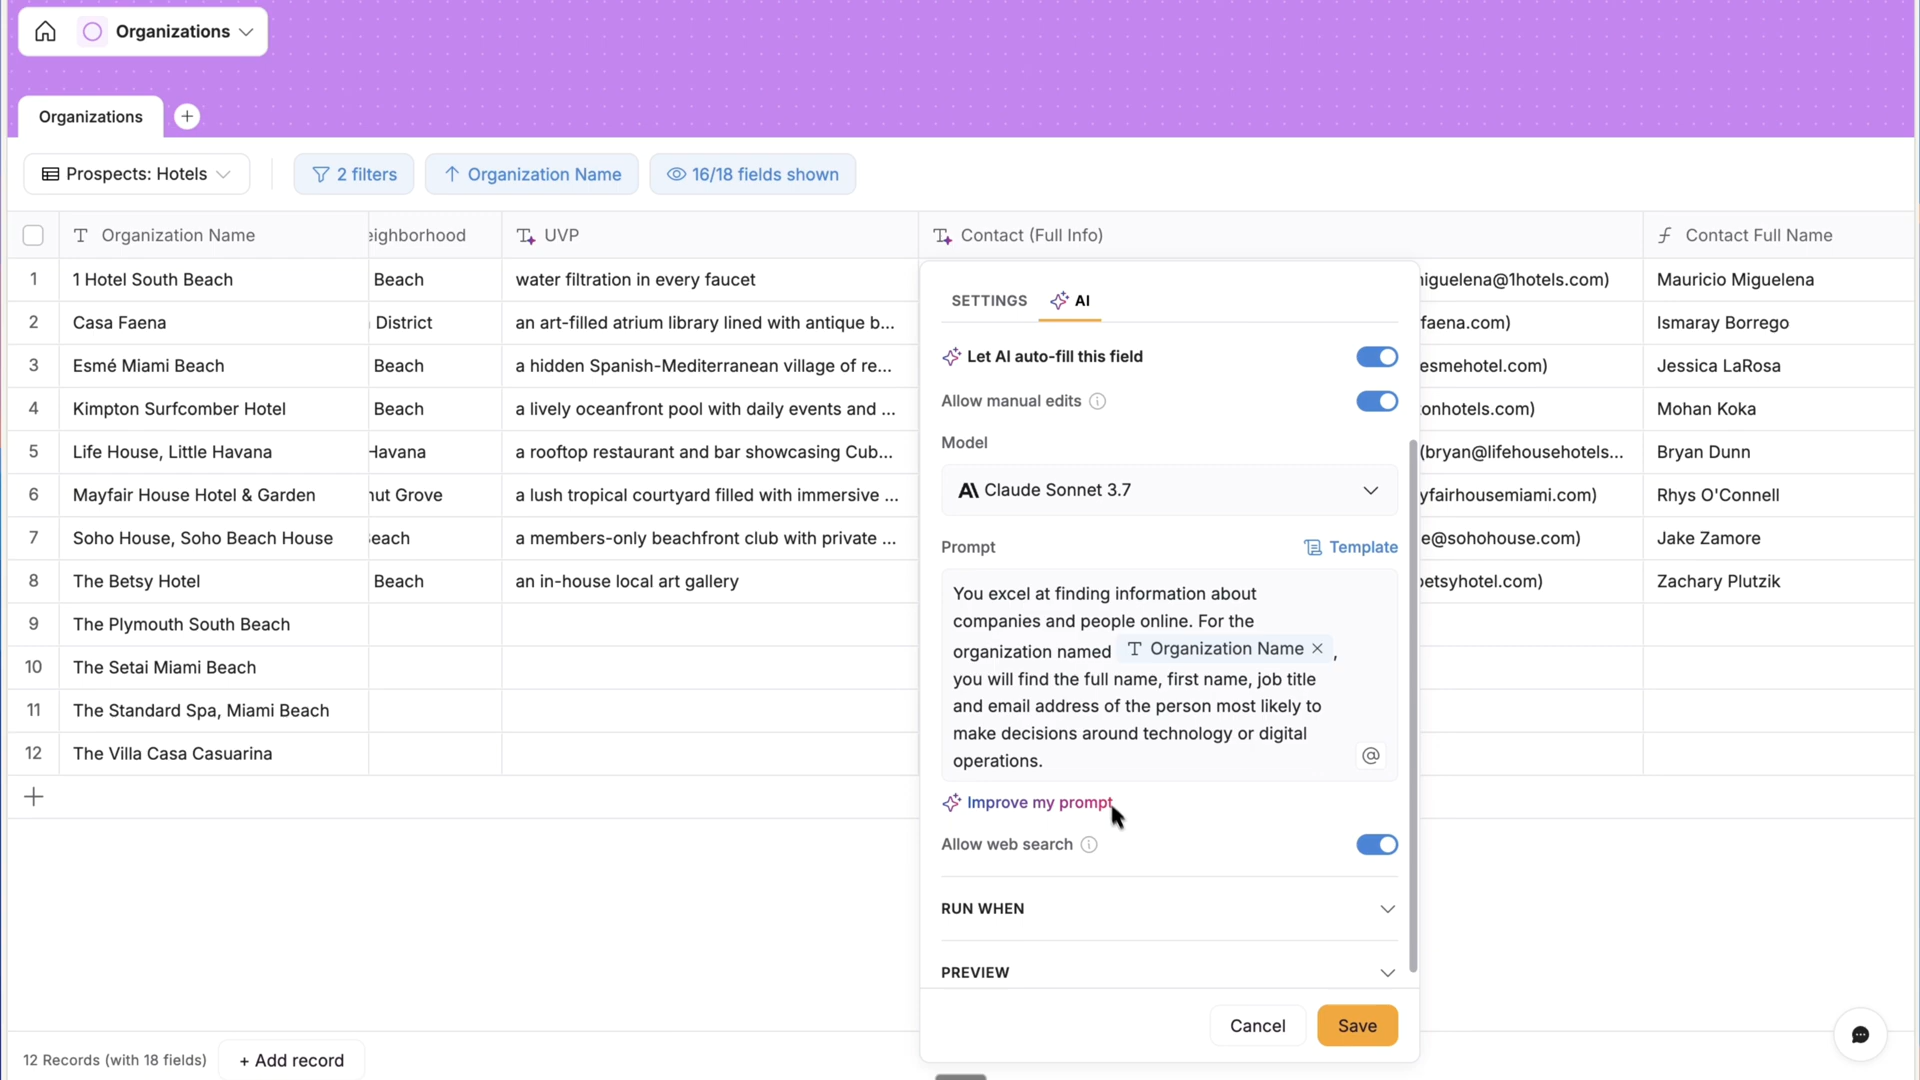 Organizations
Organizations
Prospects: Hotels
2 filters
Organization Name
16/18 fields shown
Organization Name
eighborhood
UVP
Contact (Full Info)
Contact Full Name
1
1 Hotel South Beach
Beach
water filtration in every faucet
iguelena@1hotels.com)
Mauricio Miguelena
2
Casa Faena
District
an art-filled atrium library lined with antique b...
faena.com)
Ismaray Borrego
3
Esmé Miami Beach
Beach
a hidden Spanish-Mediterranean village of re...
esmehotel.com)
Jessica LaRosa
4
Kimpton Surfcomber Hotel
Beach
a lively oceanfront pool with daily events and ...
onhotels.com)
Mohan Koka
5
Life House, Little Havana
Havana
a rooftop restaurant and bar showcasing Cub...
(bryan@lifehousehotels...
Bryan Dunn
6
Mayfair House Hotel & Garden
nut Grove
a lush tropical courtyard filled with immersive ...
yfairhousemiami.com)
Rhys O'Connell
7
Soho House, Soho Beach House
each
a members-only beachfront club with private ...
e@sohohouse.com)
Jake Zamore
8
The Betsy Hotel
Beach
an in-house local art gallery
betsyhotel.com)
Zachary Plutzik
9
The Plymouth South Beach
10
The Setai Miami Beach
11
The Standard Spa, Miami Beach
12
The Villa Casa Casuarina
SETTINGS
AI
Let AI auto-fill this field
Allow manual edits
Model
Claude Sonnet 3.7
Prompt
Template
You excel at finding information about
companies and people online. For the
organization named Organization Name ,
you will find the full name, first name, job title
and email address of the person most likely to
make decisions around technology or digital
operations.
@
Improve my prompt
Allow web search
RUN WHEN
PREVIEW
Cancel
Save
12 Records (with 18 fields)
+ Add record